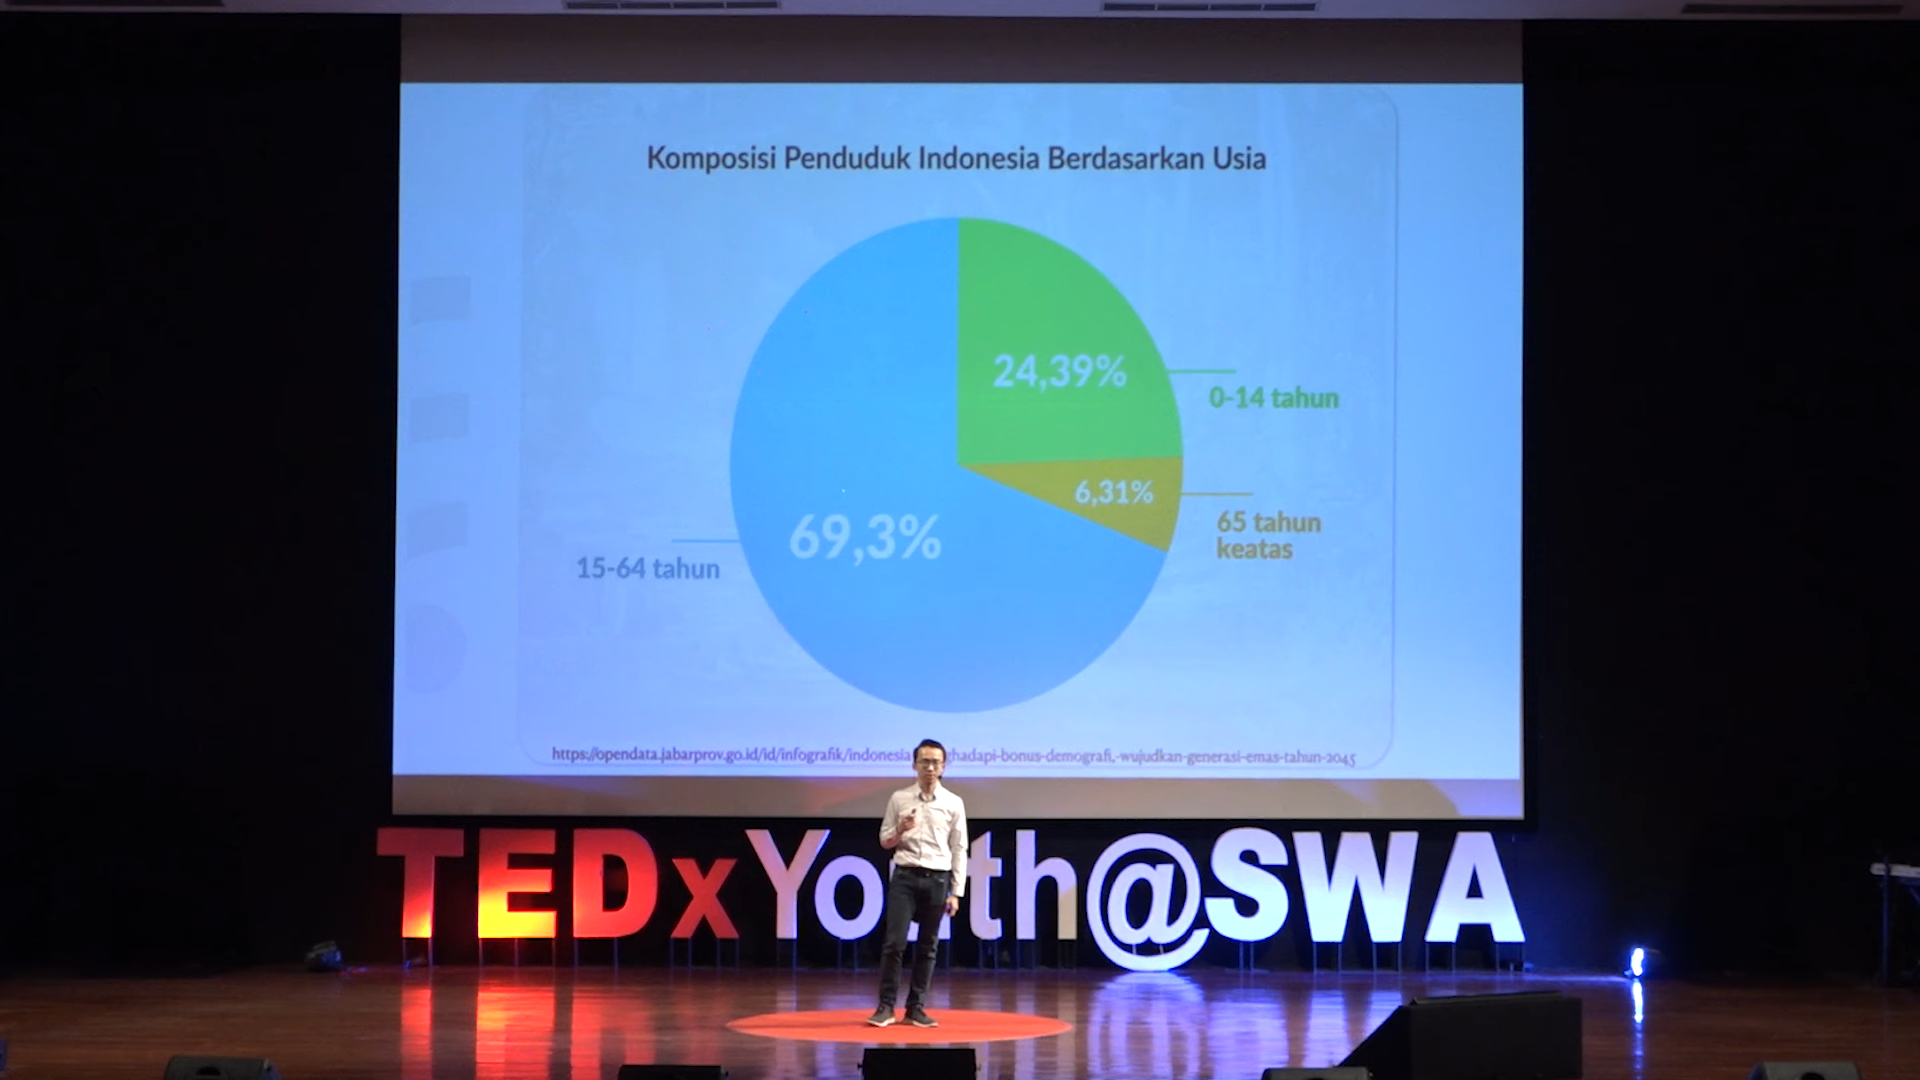 Komposisi Penduduk Indonesia Berdasarkan Usia
24,39%
0-14 tahun
6,31%
65 tahun
keatas
69,3%
15-64 tahun
https://opendata.jabarprov.go.id/id/infografik/indonesia ghadapi-bonus-demografi,-wujudkan-generasi-emas-tahun-2045
TEDxYouth@SWA